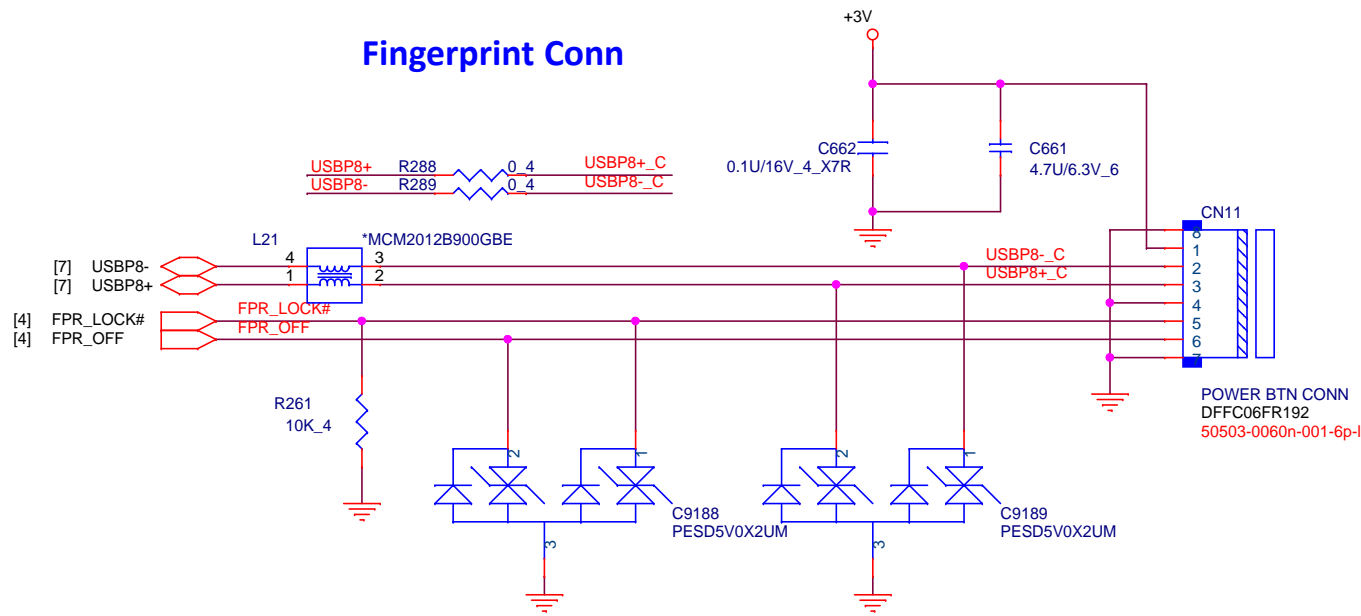 +3V
Fingerprint Conn
C662
0.1U/16V_4_X7R
C661
4.7U/6.3V_6
USBP8+ R288 0_4 USBP8+_C
USBP8- R289 0_4 USBP8-_C
CN11
L21 *MCM2012B900GBE
8
1
[7] USBP8- 4 3 USBP8-_C 2
[7] USBP8+ 1 2 USBP8+_C 3
4
[4] FPR_LOCK# FPR_LOCK# 5
[4] FPR_OFF FPR_OFF 6
7
POWER BTN CONN
DFFC06FR192
50503-0060n-001-6p-l
R261
10K_4
2 1 2 1
C9188
PESD5V0X2UM
C9189
PESD5V0X2UM
3 3